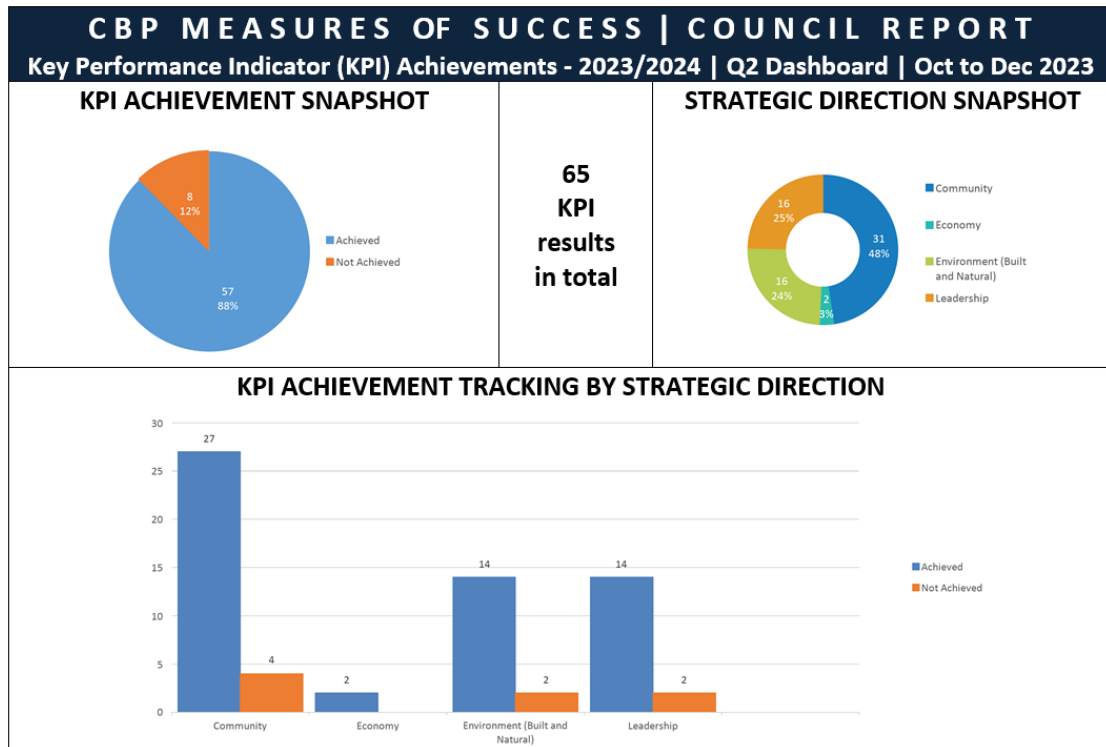 CBP MEASURES OF SUCCESS | COUNCIL REPORT
Key Performance Indicator (KPI) Achievements - 2023/2024 | Q2 Dashboard | Oct to Dec 2023
KPI ACHIEVEMENT SNAPSHOT
8
12%
57
88%
Achieved
Not Achieved
65
KPI
results
in total
STRATEGIC DIRECTION SNAPSHOT
16
25%
31
48%
16
24%
2
3%
Community
Economy
Environment (Built
and Natural)
Leadership
KPI ACHIEVEMENT TRACKING BY STRATEGIC DIRECTION
30
25
20
15
10
5
0
27
4
2
14
2
14
2
Community
Economy
Environment (Built and
Natural)
Leadership
Achieved
Not Achieved